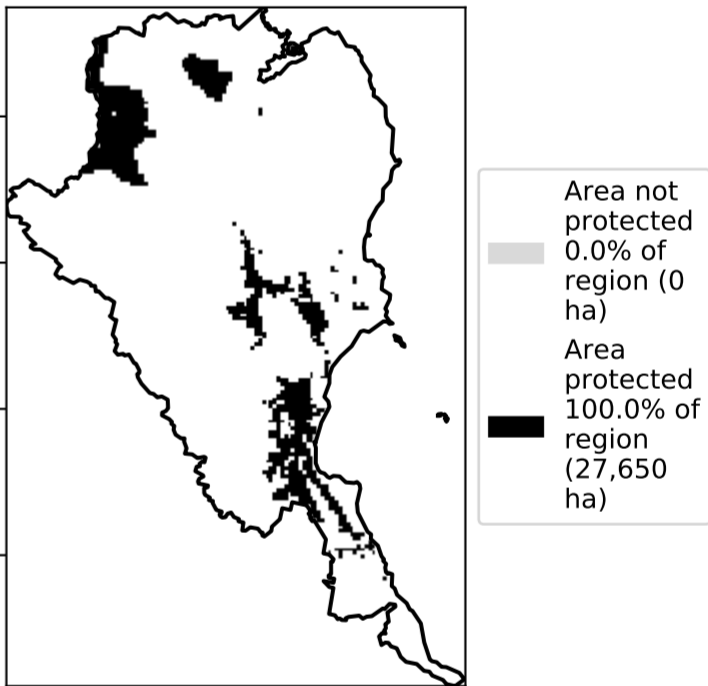 Area not
protected
0.0% of
region (0
ha)
Area
protected
100.0% of
region
(27,650
ha)